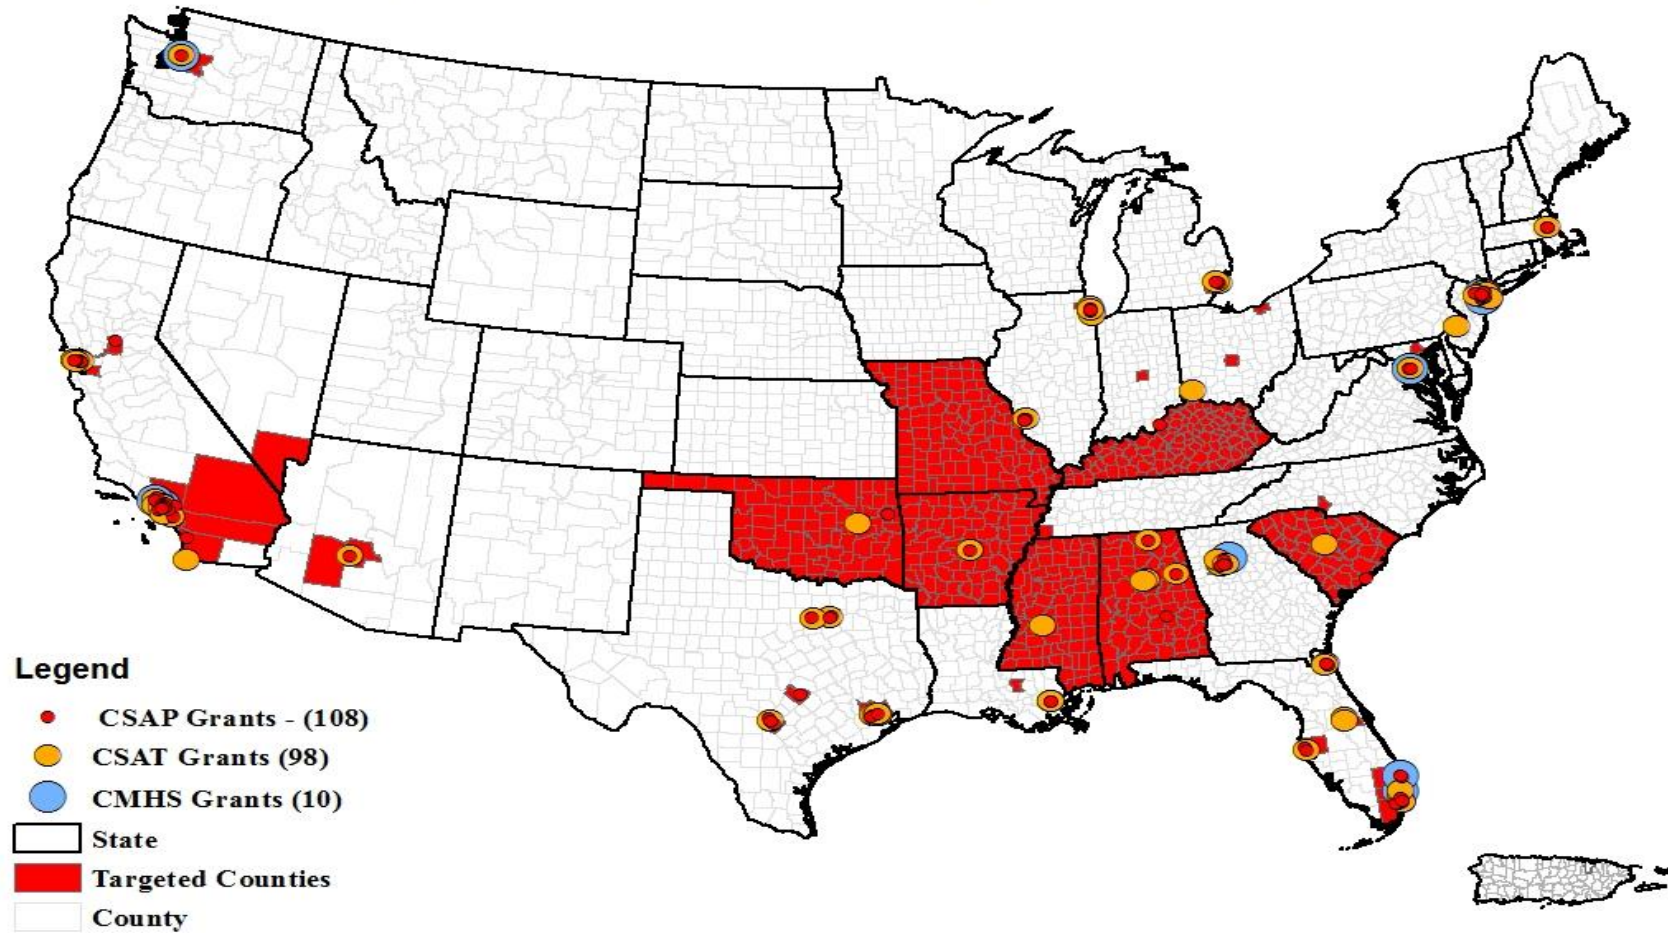 Legend
CSAP Grants - (108)
CSAT Grants (98)
CMHS Grants (10)
State
Targeted Counties
County